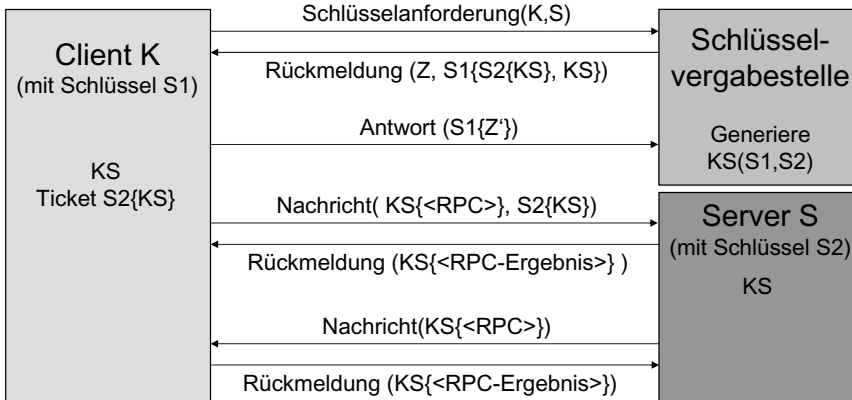 Schlüsselanforderung(K,S)
Client K
(mit Schlüssel S1)
Schlüssel-
vergabestelle
Rückmeldung (Z, S1{S2{KS}, KS})
Antwort (S1{Z‘})
Generiere
KS(S1,S2)
KS
Ticket S2{KS}
Nachricht( KS{<RPC>}, S2{KS})
Server S
(mit Schlüssel S2)
Rückmeldung (KS{<RPC-Ergebnis>} )
KS
Nachricht(KS{<RPC>})
Rückmeldung (KS{<RPC-Ergebnis>})